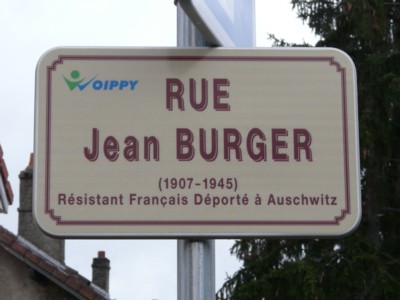 WOIPPY
RUE
Jean BURGER
(1907-1945)
Résistant Français Déporté à Auschwitz